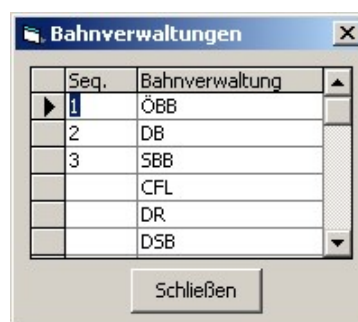 Bahnverwaltungen
Seq. Bahnverwaltung
1 ÖBB
2 DB
3 SBB
CFL
DR
DSB
Schließen